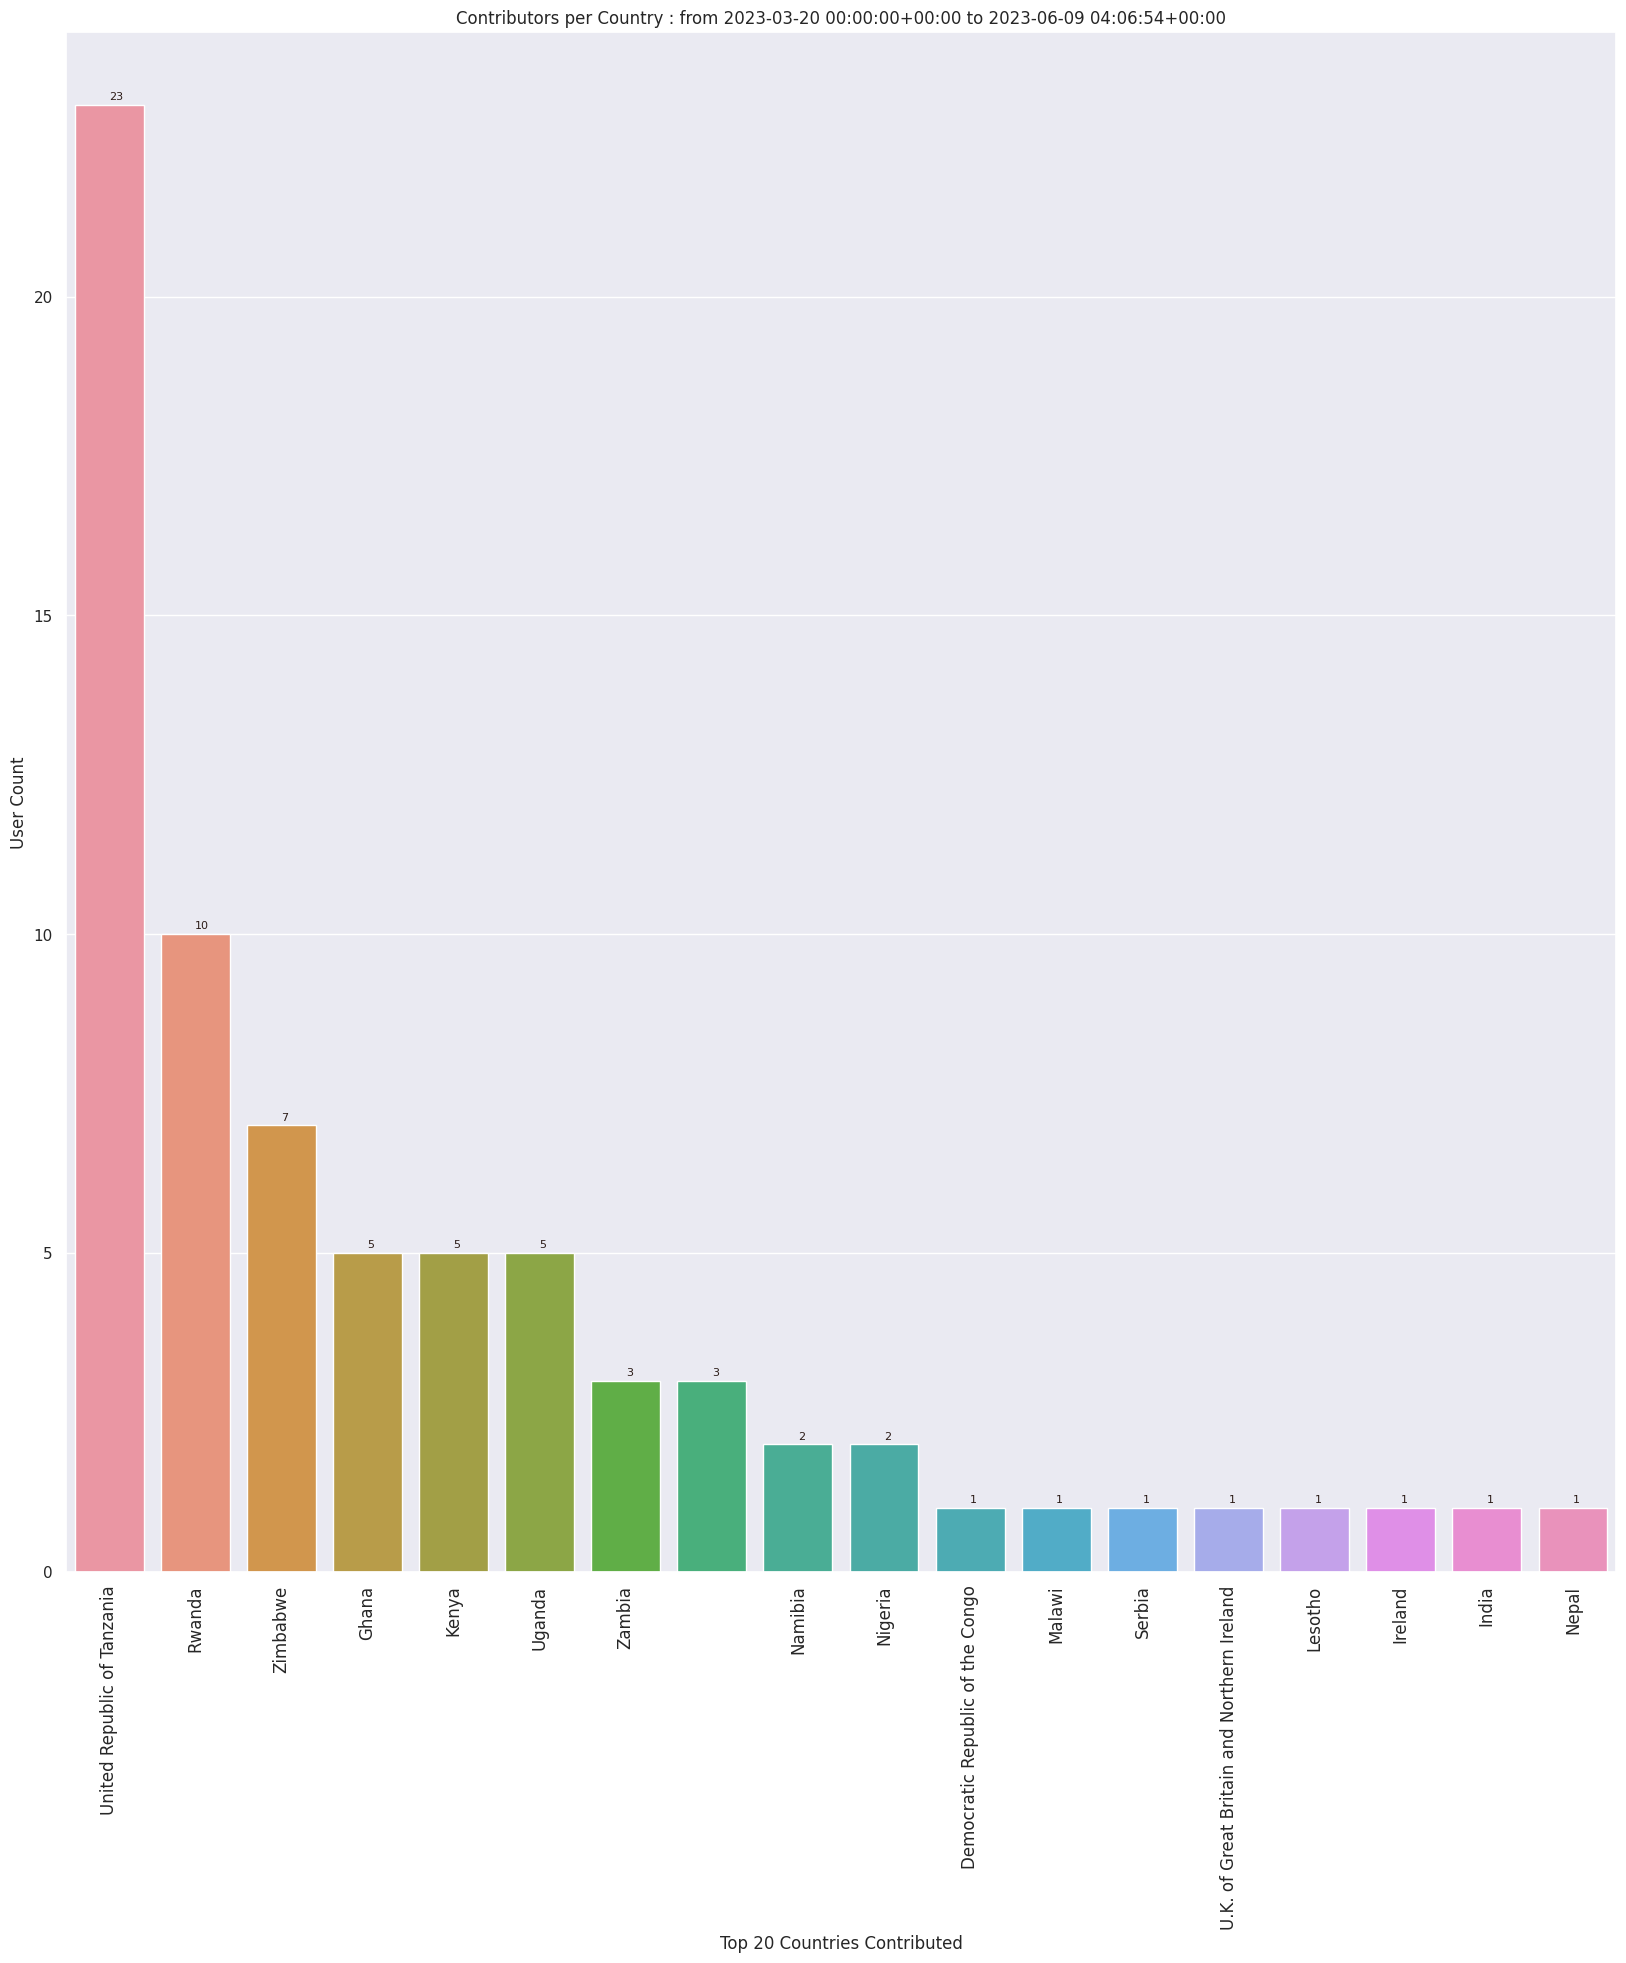 Contributors per Country : from 2023-03-20 00:00:00+00:00 to 2023-06-09 04:06:54+00:00
User Count
20
15
10
5
0
23
10
7
5
5
5
3
3
2
2
1
1
1
1
1
1
1
1
United Republic of Tanzania
Rwanda
Zimbabwe
Ghana
Kenya
Uganda
Zambia
Namibia
Nigeria
Democratic Republic of the Congo
Malawi
Serbia
U.K. of Great Britain and Northern Ireland
Lesotho
Ireland
India
Nepal
Top 20 Countries Contributed